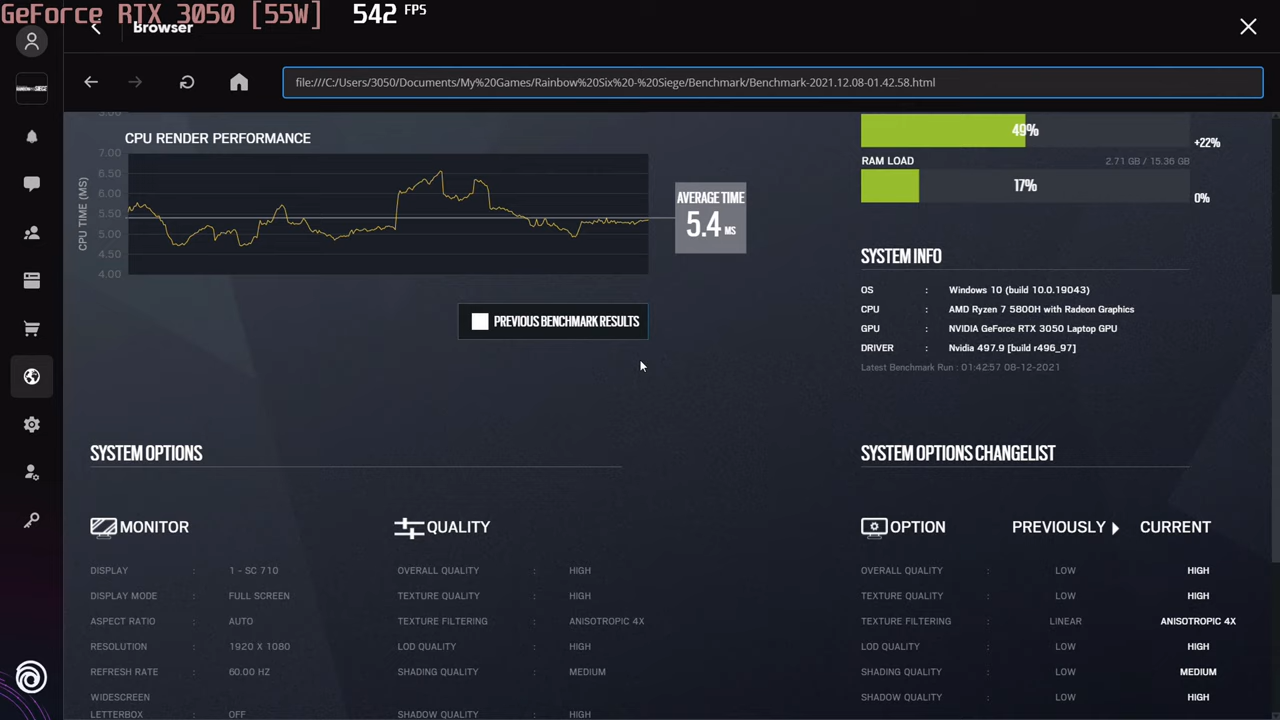 GeForce RTX 3050 [55W] 542 FPS
Browser
file:///C:/Users/3050/Documents/My%20Games/Rainbow%20Six%20-%20Siege/Benchmark/Benchmark-2021.12.08-01.42.58.html
3.00
CPU RENDER PERFORMANCE
7.00
6.50
6.00
5.50
5.00
4.50
4.00
CPU TIME (MS)
AVERAGE TIME
5.4 MS
PREVIOUS BENCHMARK RESULTS
49%
+22%
RAM LOAD 2.71 GB / 15.36 GB
17%
0%
SYSTEM INFO
OS : Windows 10 (build 10.0.19043)
CPU : AMD Ryzen 7 5800H with Radeon Graphics
GPU : NVIDIA GeForce RTX 3050 Laptop GPU
DRIVER : Nvidia 497.9 [build r496_97]
Latest Benchmark Run : 01:42:57 08-12-2021
SYSTEM OPTIONS
MONITOR
DISPLAY : 1 - SC 710
DISPLAY MODE : FULL SCREEN
ASPECT RATIO : AUTO
RESOLUTION : 1920 X 1080
REFRESH RATE : 60.00 HZ
WIDESCREEN
LETTERBOX : OFF
QUALITY
OVERALL QUALITY : HIGH
TEXTURE QUALITY : HIGH
TEXTURE FILTERING : ANISOTROPIC 4X
LOD QUALITY : HIGH
SHADING QUALITY : MEDIUM
SHADOW QUALITY : HIGH
SYSTEM OPTIONS CHANGELIST
OPTION PREVIOUSLY CURRENT
OVERALL QUALITY : LOW HIGH
TEXTURE QUALITY : LOW HIGH
TEXTURE FILTERING : LINEAR ANISOTROPIC 4X
LOD QUALITY : LOW HIGH
SHADING QUALITY : LOW MEDIUM
SHADOW QUALITY : LOW HIGH